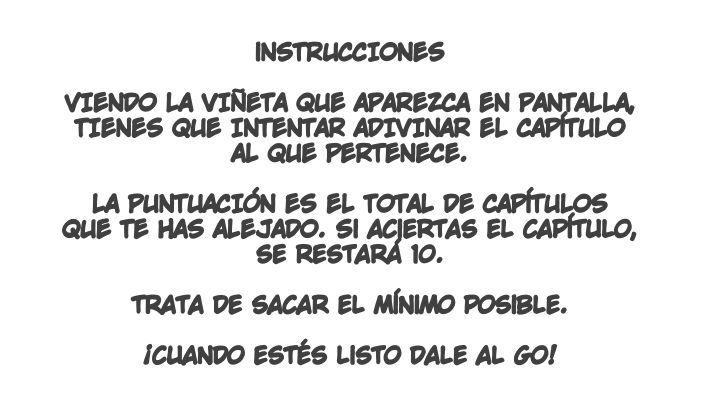 INSTRUCCIONES
VIENDO LA VIÑETA QUE APAREZCA EN PANTALLA,
TIENES QUE INTENTAR ADIVINAR EL CAPÍTULO
AL QUE PERTENECE.
LA PUNTUACIÓN ES EL TOTAL DE CAPÍTULOS
QUE TE HAS ALEJADO. SI ACIERTAS EL CAPÍTULO,
SE RESTARÁ 10.
TRATA DE SACAR EL MÍNIMO POSIBLE.
¡CUANDO ESTÉS LISTO DALE AL GO!